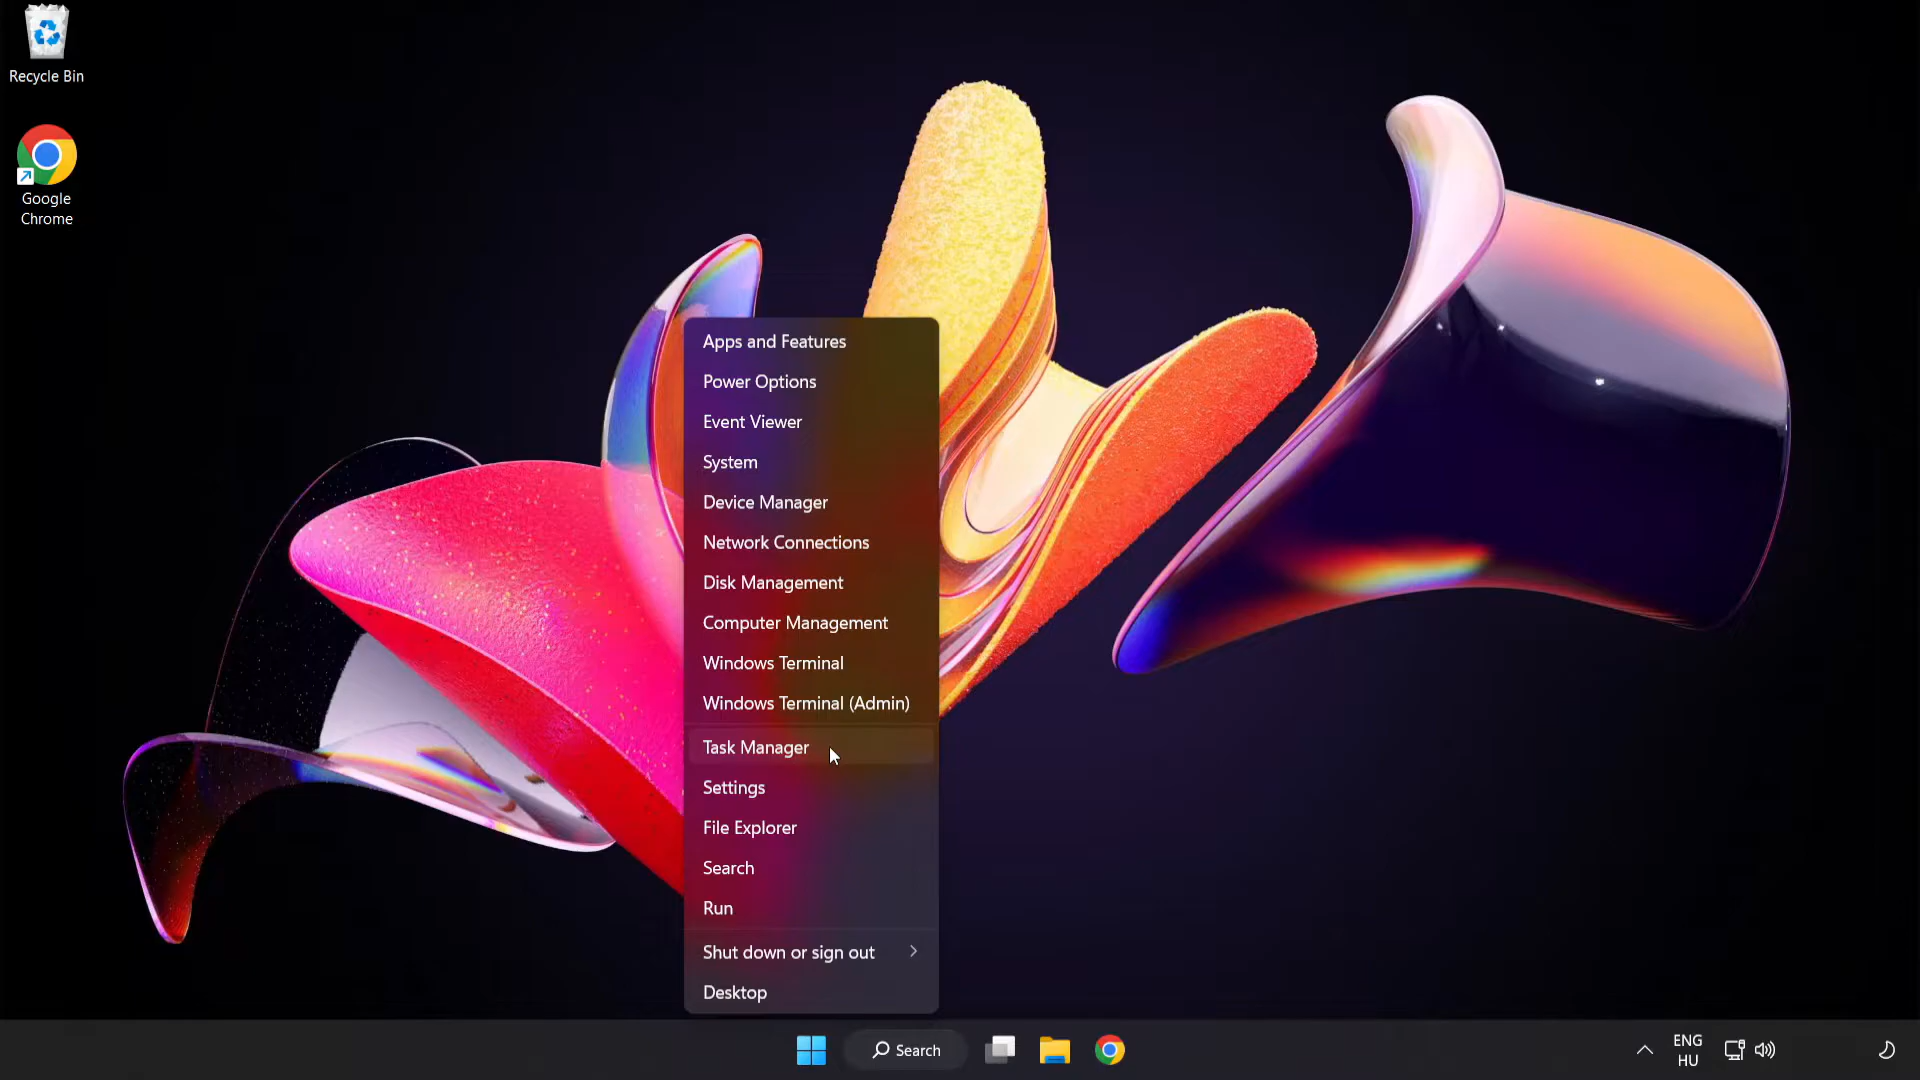 Recycle Bin
Google
Chrome
Apps and Features
Power Options
Event Viewer
System
Device Manager
Network Connections
Disk Management
Computer Management
Windows Terminal
Windows Terminal (Admin)
Task Manager
Settings
File Explorer
Search
Run
Shut down or sign out
Desktop
Search
ENG
HU